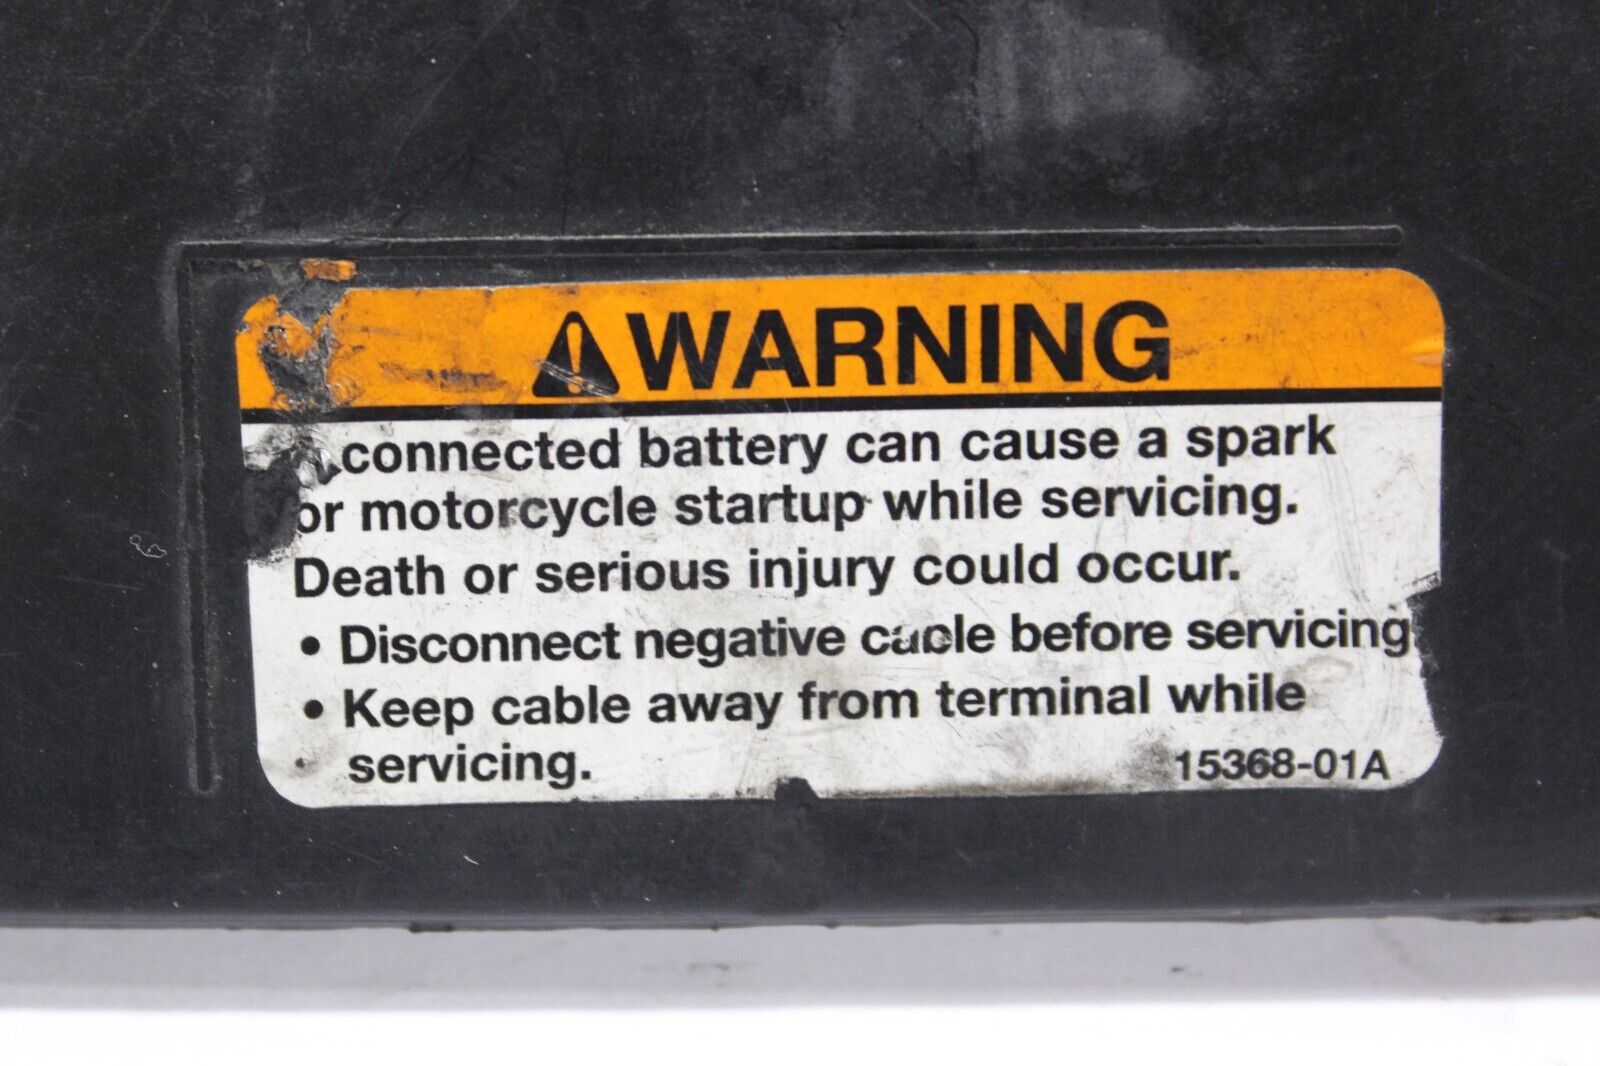 WARNING
connected battery can cause a spark
or motorcycle startup while servicing.
Death or serious injury could occur.
• Disconnect negative cable before servicing
• Keep cable away from terminal while
servicing.
15368-01A